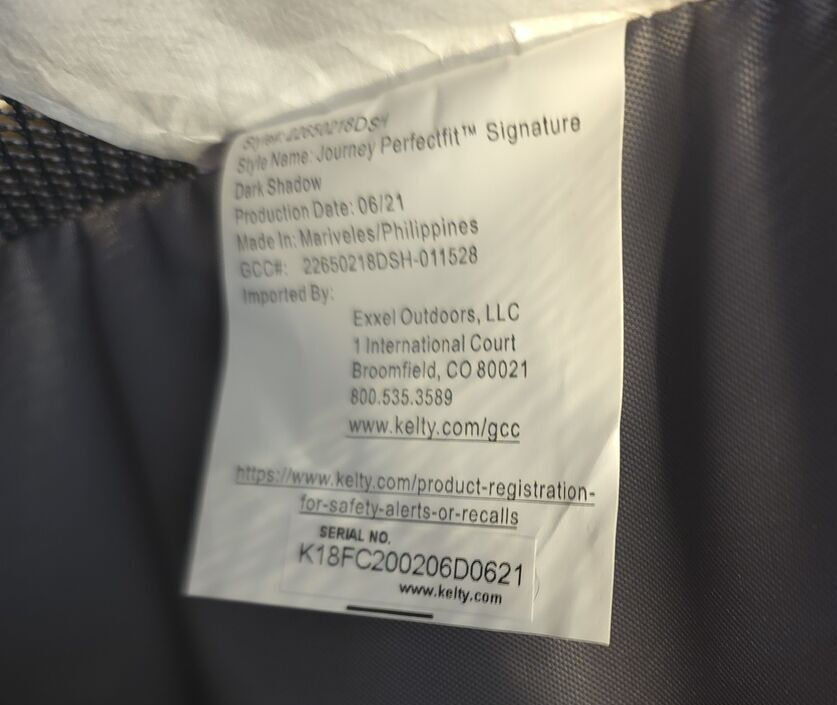 Style#: 22650218DSH
Style Name: Journey Perfectfit™ Signature
Dark Shadow
Production Date: 06/21
Made In: Mariveles/Philippines
GCC#: 22650218DSH-011528
Imported By:
Exxel Outdoors, LLC
1 International Court
Broomfield, CO 80021
800.535.3589
www.kelty.com/gcc
https://www.kelty.com/product-registration-
for-safety-alerts-or-recalls
SERIAL NO.
K18FC200206D0621
www.kelty.com